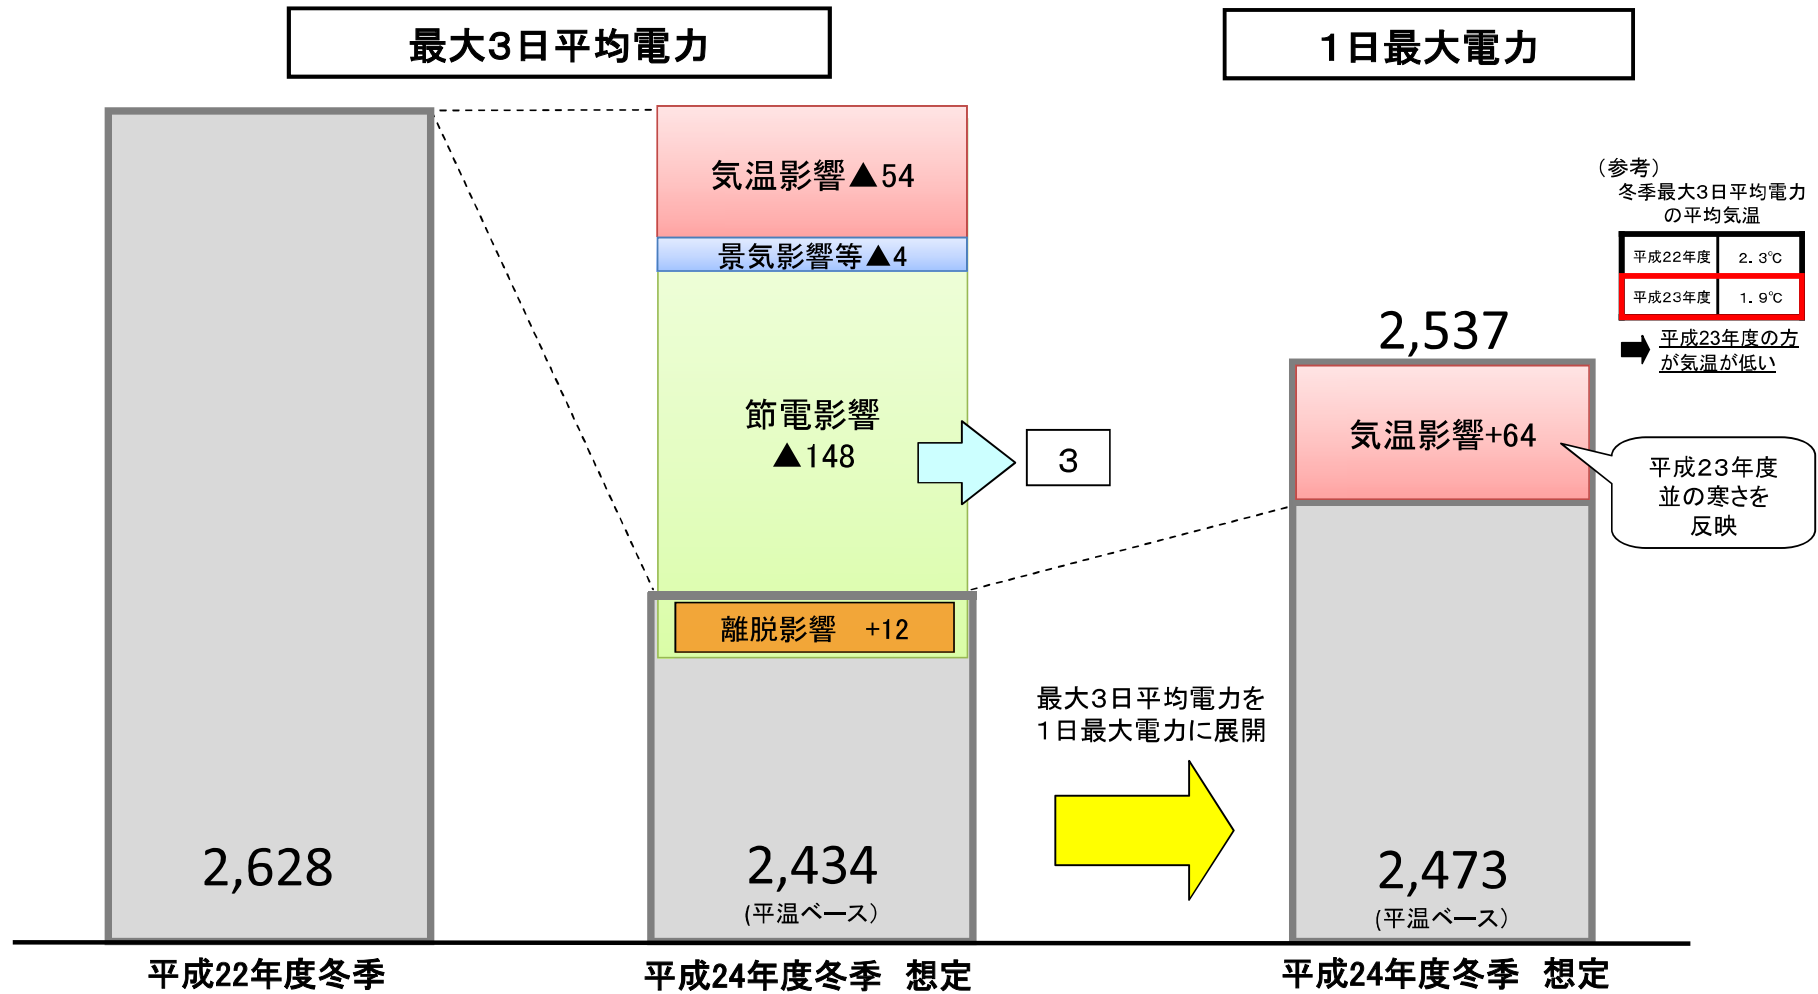 最大３日平均電力
１日最大電力
気温影響▲54
景気影響等▲4
節電影響
▲148
３
離脱影響　+12
2,628
2,434
(平温ベース)
最大３日平均電力を
１日最大電力に展開
2,537
気温影響+64
平成２３年度
並の寒さを
反映
2,473
(平温ベース)
（参考）
冬季最大３日平均電力
の平均気温
平成２２年度　２．３℃
平成２３年度　１．９℃
平成23年度の方
が気温が低い
平成22年度冬季
平成24年度冬季　想定
平成24年度冬季　想定